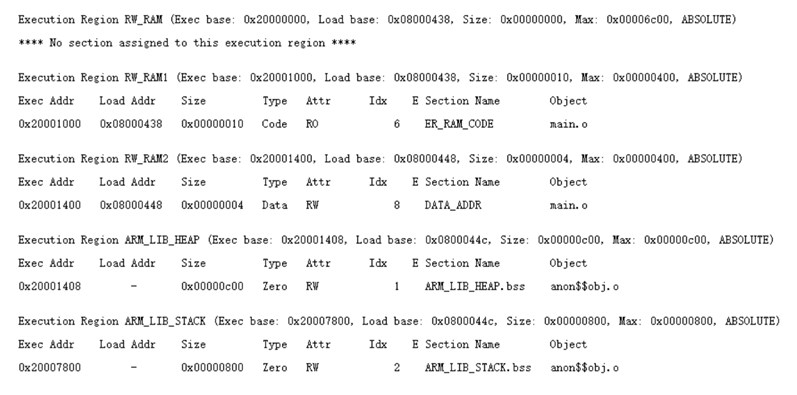 Execution Region RW_RAM (Exec base: 0x20000000, Load base: 0x08000438, Size: 0x00000000, Max: 0x00006c00, ABSOLUTE)
**** No section assigned to this execution region ****
Execution Region RW_RAM1 (Exec base: 0x20001000, Load base: 0x08000438, Size: 0x00000010, Max: 0x00000400, ABSOLUTE)
Exec Addr    Load Addr    Size         Type   Attr      Idx    E Section Name        Object
0x20001000   0x08000438   0x00000010   Code   RO            6    ER_RAM_CODE         main.o
Execution Region RW_RAM2 (Exec base: 0x20001400, Load base: 0x08000448, Size: 0x00000004, Max: 0x00000400, ABSOLUTE)
Exec Addr    Load Addr    Size         Type   Attr      Idx    E Section Name        Object
0x20001400   0x08000448   0x00000004   Data   RW            8    DATA_ADDR           main.o
Execution Region ARM_LIB_HEAP (Exec base: 0x20001408, Load base: 0x0800044c, Size: 0x00000c00, Max: 0x00000c00, ABSOLUTE)
Exec Addr    Load Addr    Size         Type   Attr      Idx    E Section Name        Object
0x20001408        -       0x00000c00   Zero   RW            1    ARM_LIB_HEAP.bss    anon$$obj.o
Execution Region ARM_LIB_STACK (Exec base: 0x20007800, Load base: 0x0800044c, Size: 0x00000800, Max: 0x00000800, ABSOLUTE)
Exec Addr    Load Addr    Size         Type   Attr      Idx    E Section Name        Object
0x20007800        -       0x00000800   Zero   RW            2    ARM_LIB_STACK.bss   anon$$obj.o